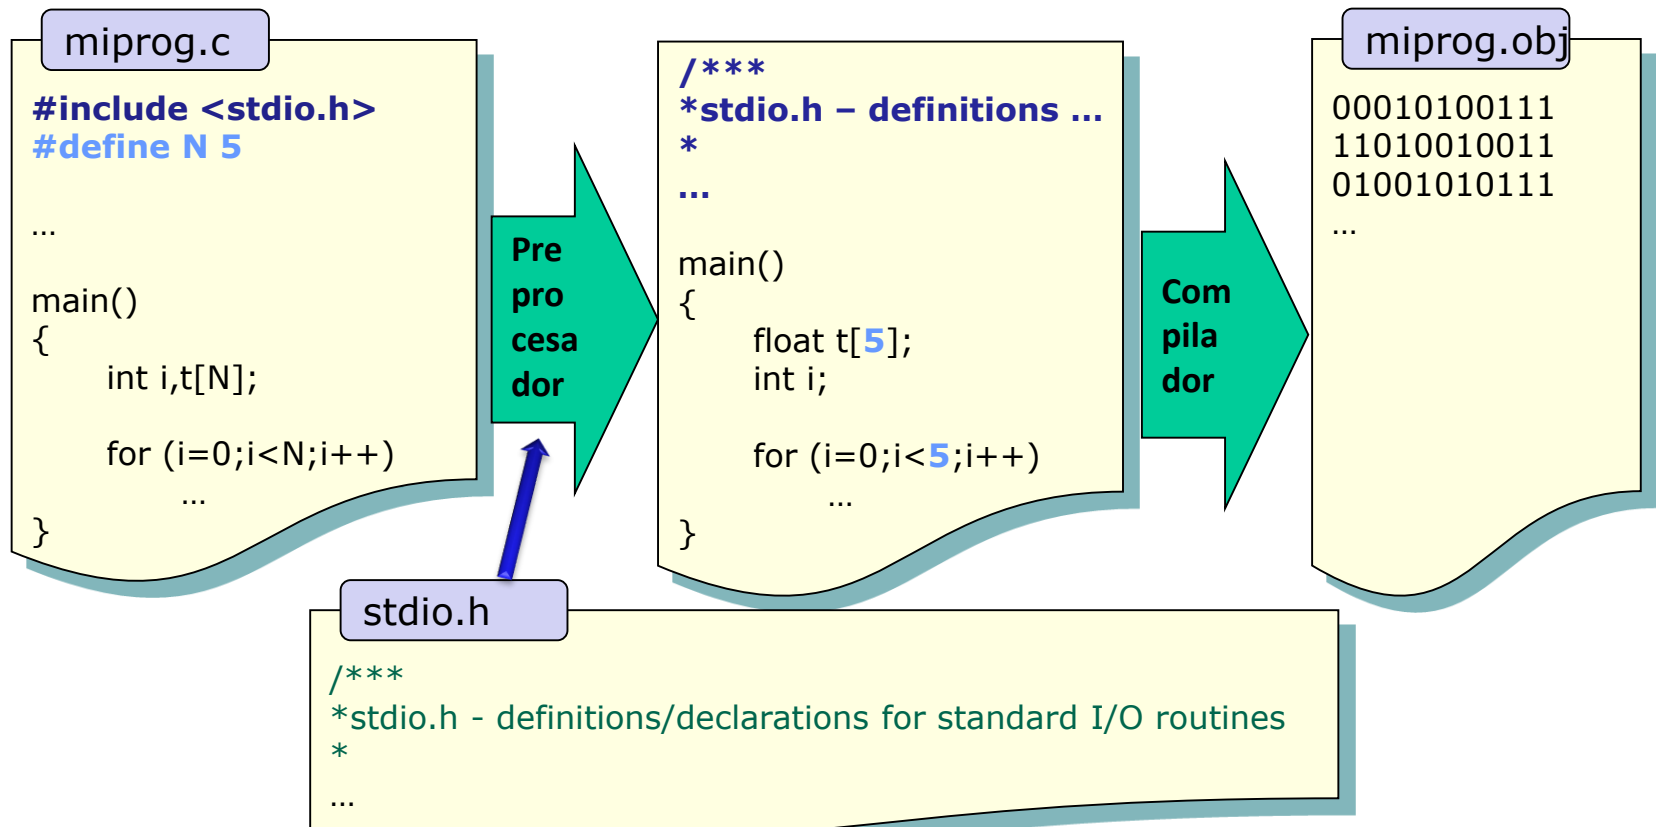 miprog.c
#include <stdio.h>
#define N 5
…
main()
{
int i,t[N];
for (i=0;i<N;i++)
…
}
Pre
pro
cesa
dor
/***
*stdio.h – definitions …
*
…
main()
{
float t[5];
int i;
for (i=0;i<5;i++)
…
}
Com
pila
dor
miprog.obj
00010100111
11010010011
01001010111
…
stdio.h
/***
*stdio.h - definitions/declarations for standard I/O routines
*
…